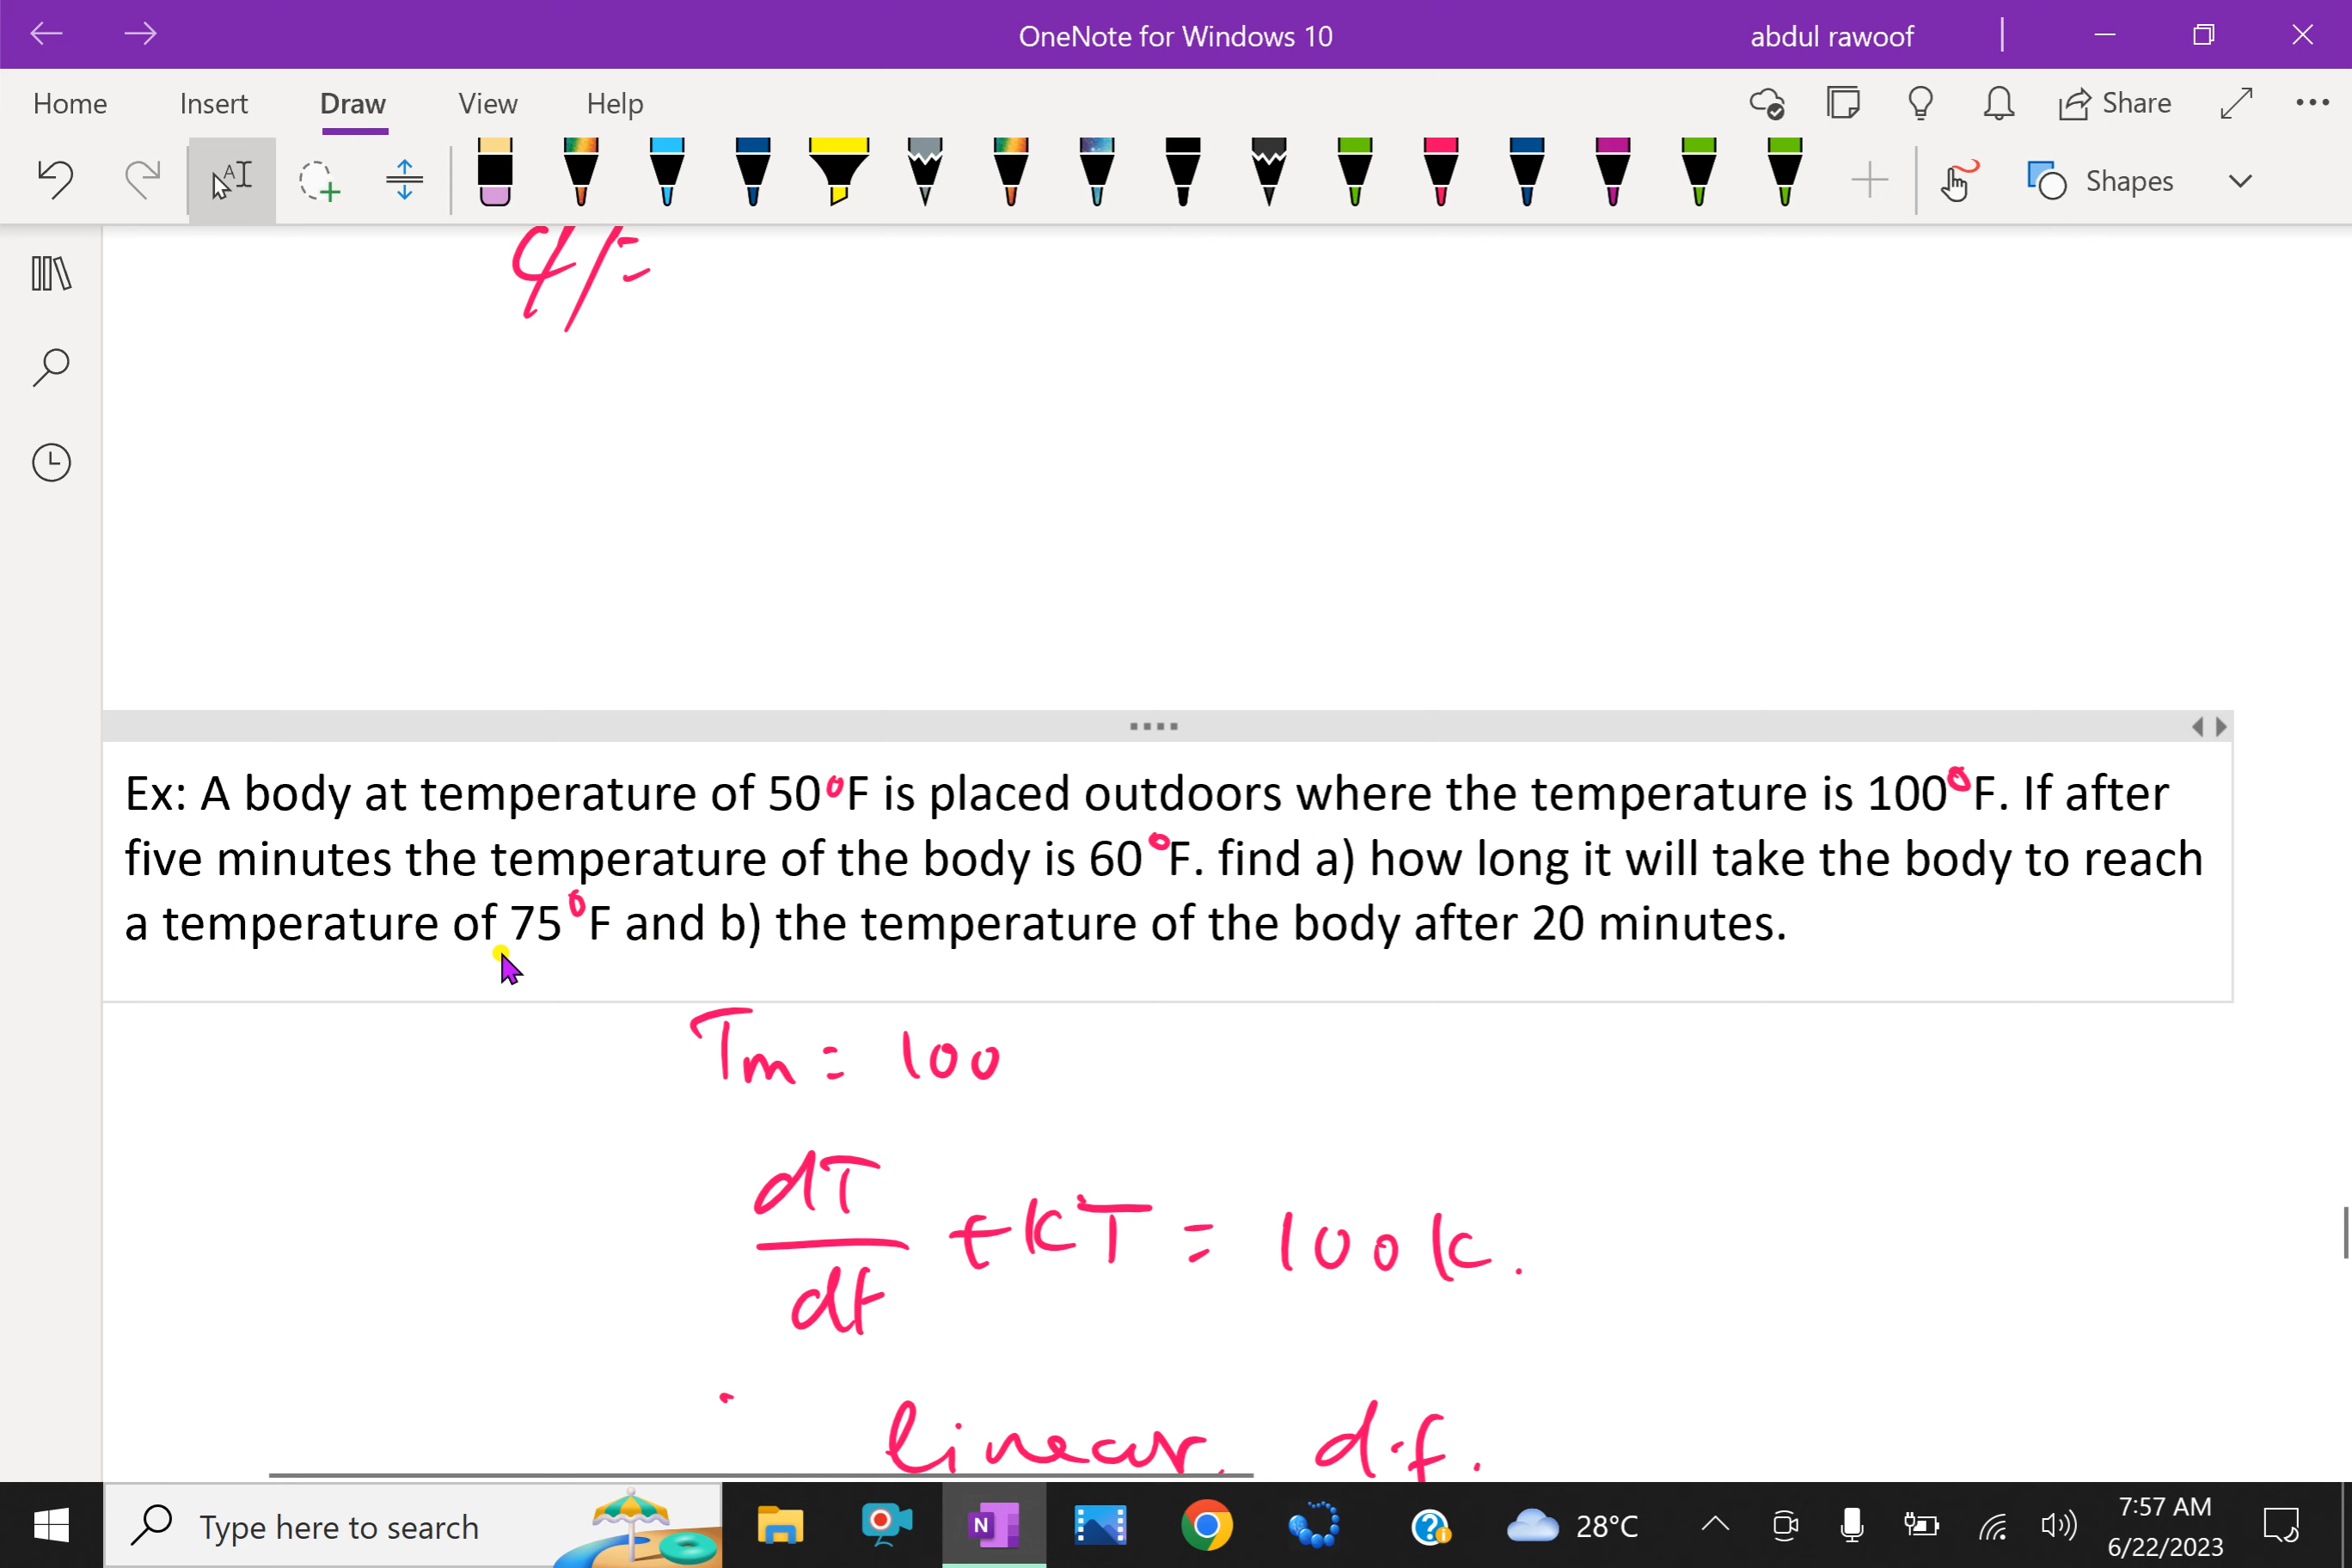 OneNote for Windows 10
abdul rawoof
Home Insert Draw View Help
Share
Shapes
4/=
Ex: A body at temperature of 50°F is placed outdoors where the temperature is 100°F. If after
five minutes the temperature of the body is 60 °F. find a) how long it will take the body to reach
a temperature of 75°F and b) the temperature of the body after 20 minutes.
Tm = 100
dT/dt + kT = 100k.
linear d.f.
Type here to search
28°C
7:57 AM
6/22/2023